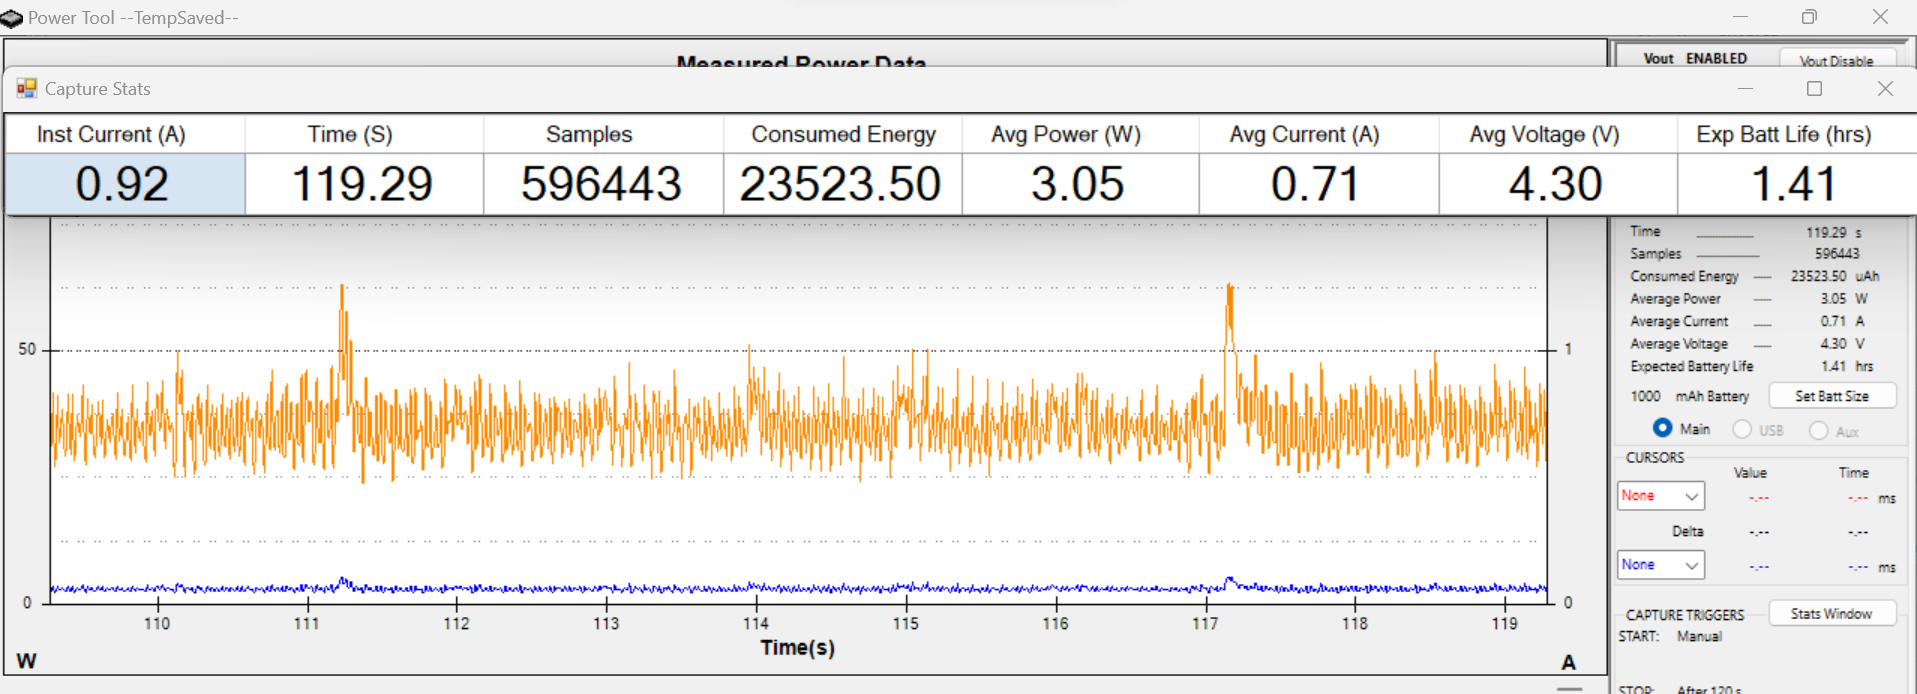 Power Tool --TempSaved--
Measured Power Data
Vout ENABLED
Vout Disable
Capture Stats
Inst Current (A) Time (S) Samples Consumed Energy Avg Power (W) Avg Current (A) Avg Voltage (V) Exp Batt Life (hrs)
0.92 119.29 596443 23523.50 3.05 0.71 4.30 1.41
50
0
1
0
110 111 112 113 114 115 116 117 118 119
Time(s)
W
A
Time 119.29 s
Samples 596443
Consumed Energy 23523.50 uAh
Average Power 3.05 W
Average Current 0.71 A
Average Voltage 4.30 V
Expected Battery Life 1.41 hrs
1000 mAh Battery Set Batt Size
Main USB Aux
CURSORS
Value Time
None -.-- -.-- ms
Delta -.-- -.--
None -.-- -.-- ms
CAPTURE TRIGGERS Stats Window
START: Manual
STOP: After 120 s